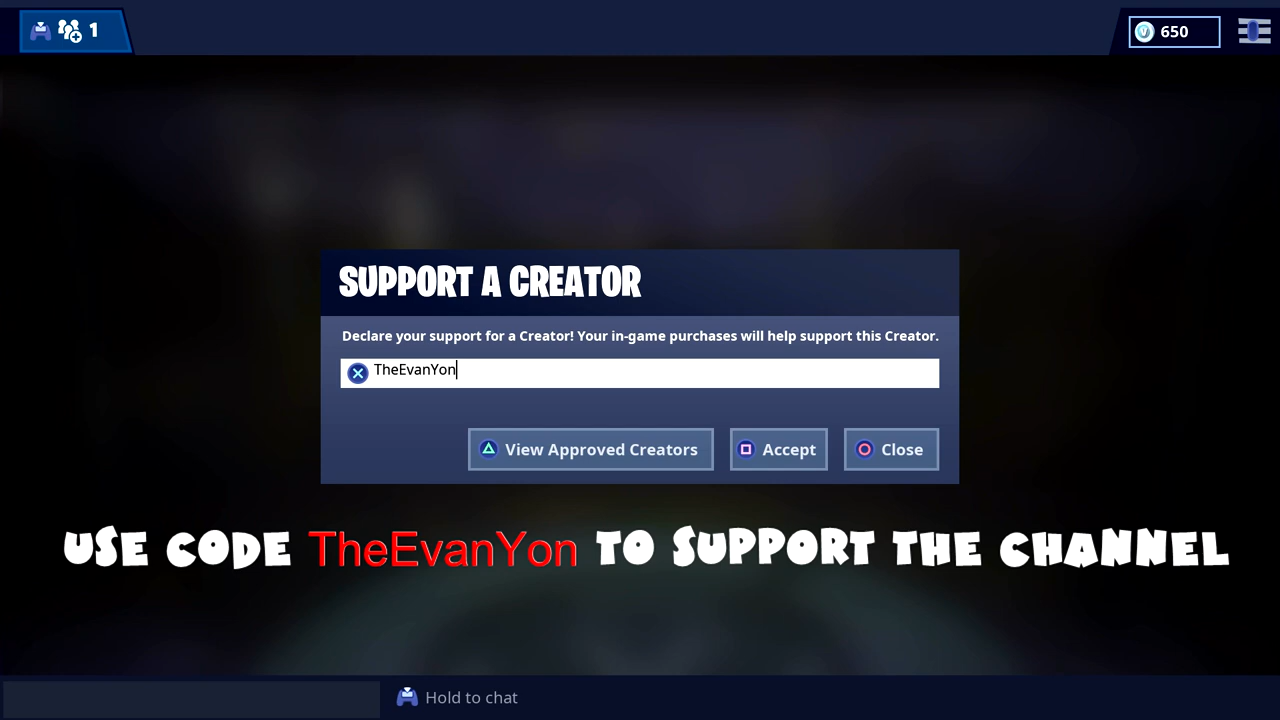 1
650
SUPPORT A CREATOR
Declare your support for a Creator! Your in-game purchases will help support this Creator.
TheEvanYon
View Approved Creators
Accept
Close
USE CODE TheEvanYon TO SUPPORT THE CHANNEL
Hold to chat